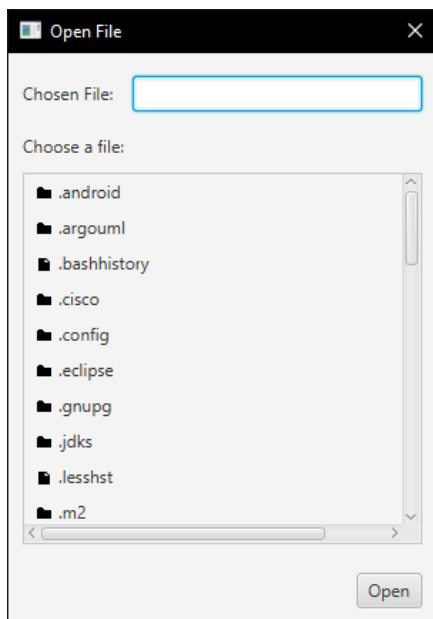 Open File
Chosen File:
Choose a file:
.android
.argouml
.bashhistory
.cisco
.config
.eclipse
.gnupg
.jdks
.lesshst
.m2
Open